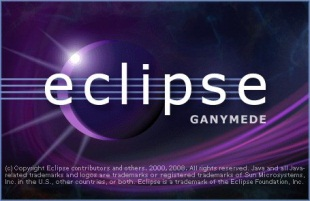 eclipse
GANYMEDE
(c) Copyright Eclipse contributors and others, 2000, 2008. All rights reserved. Java and all Java-
related trademarks and logos are trademarks or registered trademarks of Sun Microsystems,
Inc. in the U.S., other countries, or both. Eclipse is a trademark of the Eclipse Foundation, Inc.